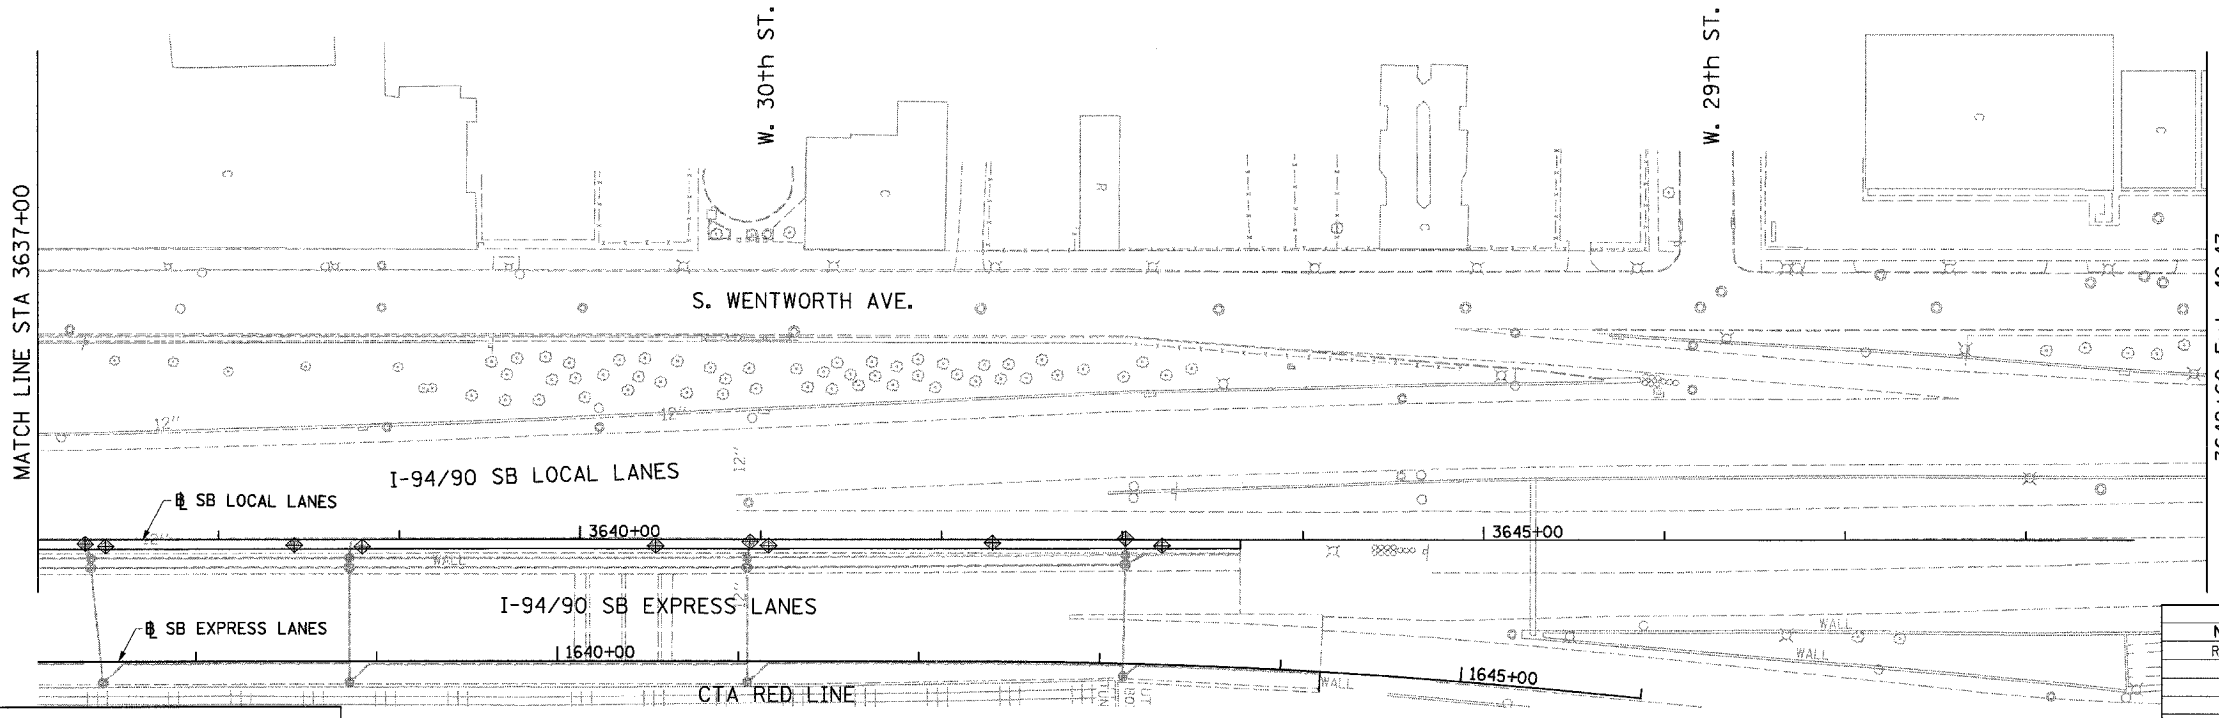 W. 30th ST.
W. 29th ST.
C
C
R
C
C
C
MATCH LINE STA 3637+00
S. WENTWORTH AVE.
12"
12"
12"
I-94/90 SB LOCAL LANES
℄ SB LOCAL LANES
12"
3640+00
3645+00
WALL
I-94/90 SB EXPRESS LANES
12"
℄ SB EXPRESS LANES
1640+00
WALL
WALL
1645+00
WALL
CTA RED LINE
N
R